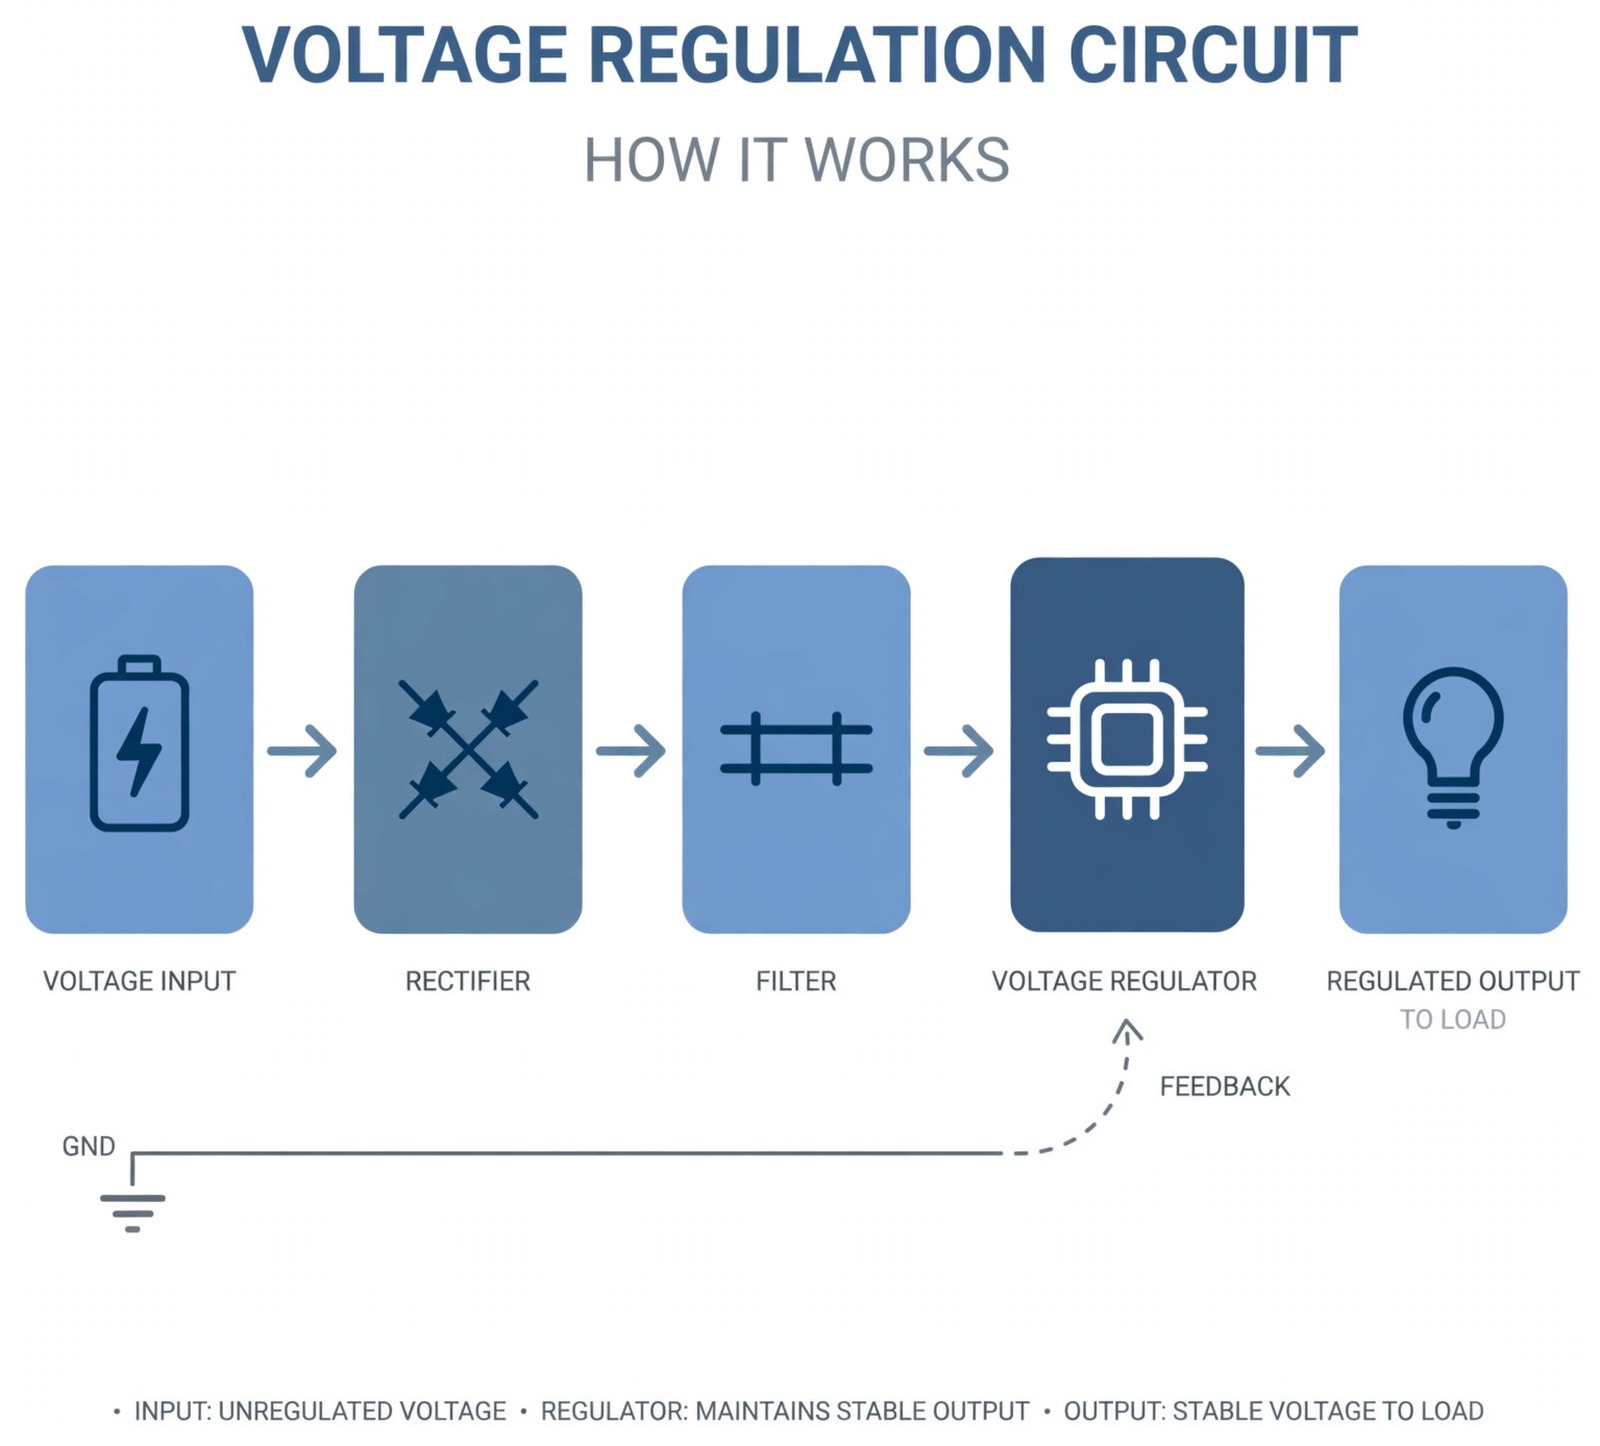 VOLTAGE REGULATION CIRCUIT
HOW IT WORKS
VOLTAGE INPUT
RECTIFIER
FILTER
VOLTAGE REGULATOR
REGULATED OUTPUT
TO LOAD
FEEDBACK
GND
• INPUT: UNREGULATED VOLTAGE • REGULATOR: MAINTAINS STABLE OUTPUT • OUTPUT: STABLE VOLTAGE TO LOAD